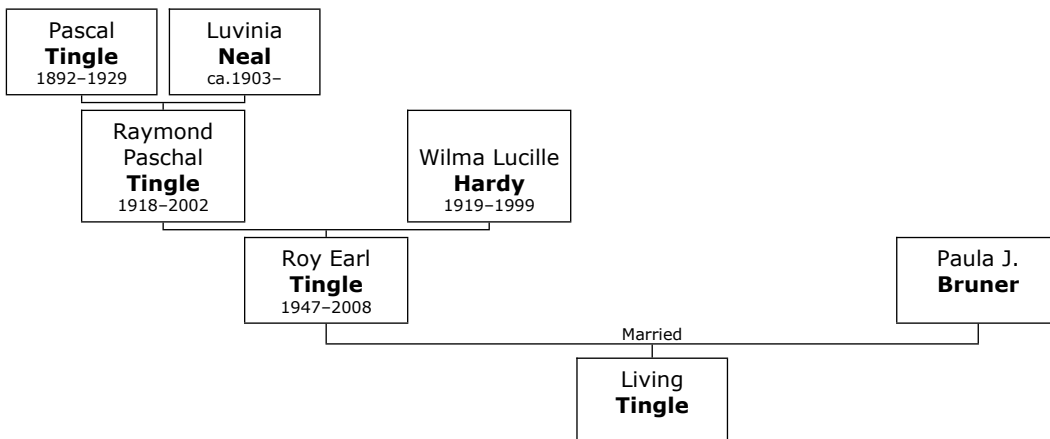 Pascal
Tingle
1892–1929
Luvinia
Neal
ca.1903–
Raymond
Paschal
Tingle
1918–2002
Wilma Lucille
Hardy
1919–1999
Roy Earl
Tingle
1947–2008
Paula J.
Bruner
Married
Living
Tingle